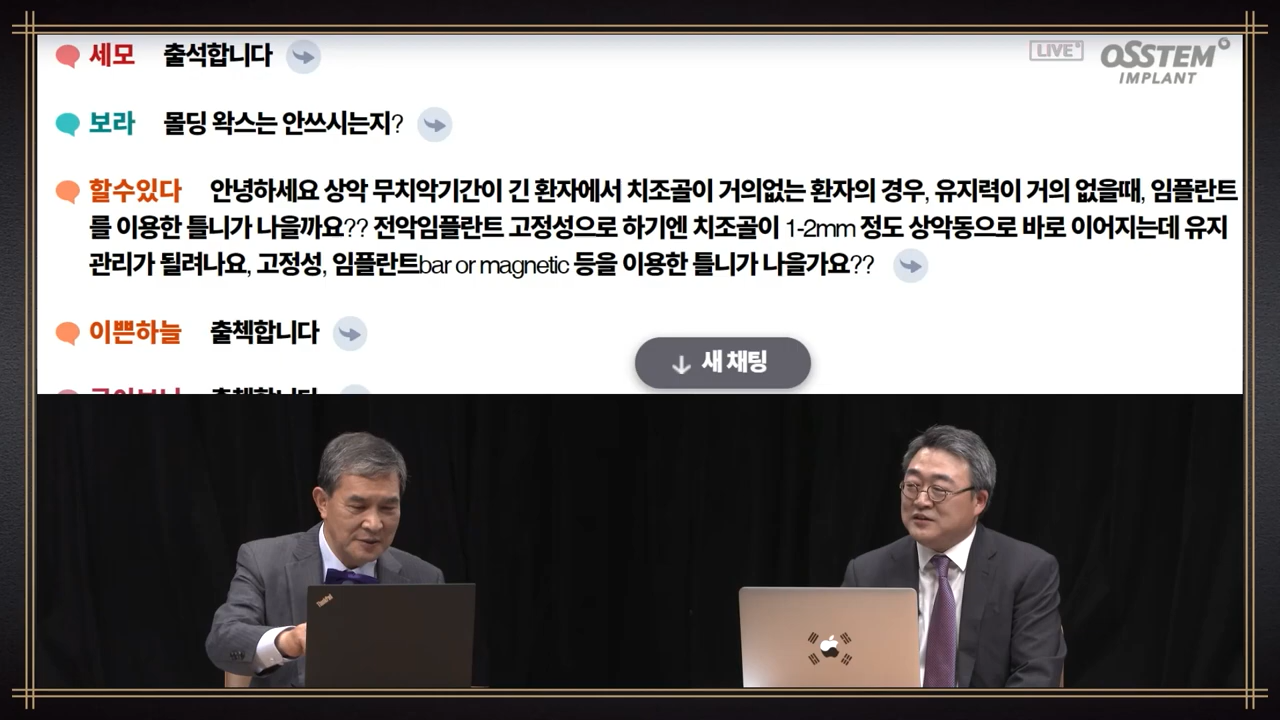 세모 출석합니다
LIVE
OSSTEM
IMPLANT
보라 몰딩 왁스는 안쓰시는지?
할수있다 안녕하세요 상악 무치악기간이 긴 환자에서 치조골이 거의없는 환자의 경우, 유지력이 거의 없을때, 임플란트
를 이용한 틀니가 나을까요?? 전악임플란트 고정성으로 하기엔 치조골이 1-2mm 정도 상악동으로 바로 이어지는데 유지
관리가 될려나요, 고정성, 임플란트bar or magnetic 등을 이용한 틀니가 나을가요??
이쁜하늘 출첵합니다
새 채팅
출첵합니다
ThinkPad